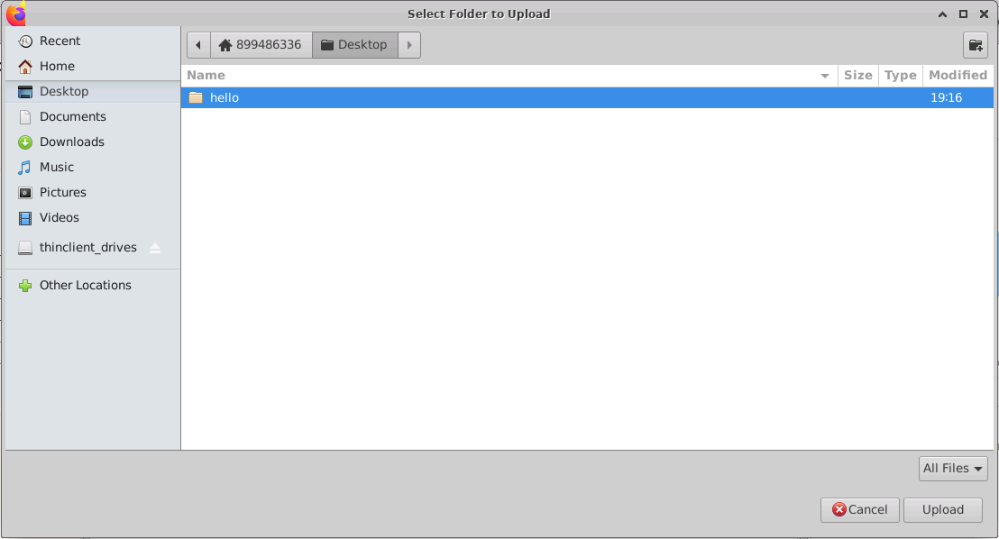 Select Folder to Upload
Recent
Home
Desktop
Documents
Downloads
Music
Pictures
Videos
thinclient_drives
Other Locations
899486336 Desktop
Name Size Type Modified
hello 19:16
All Files
Cancel Upload